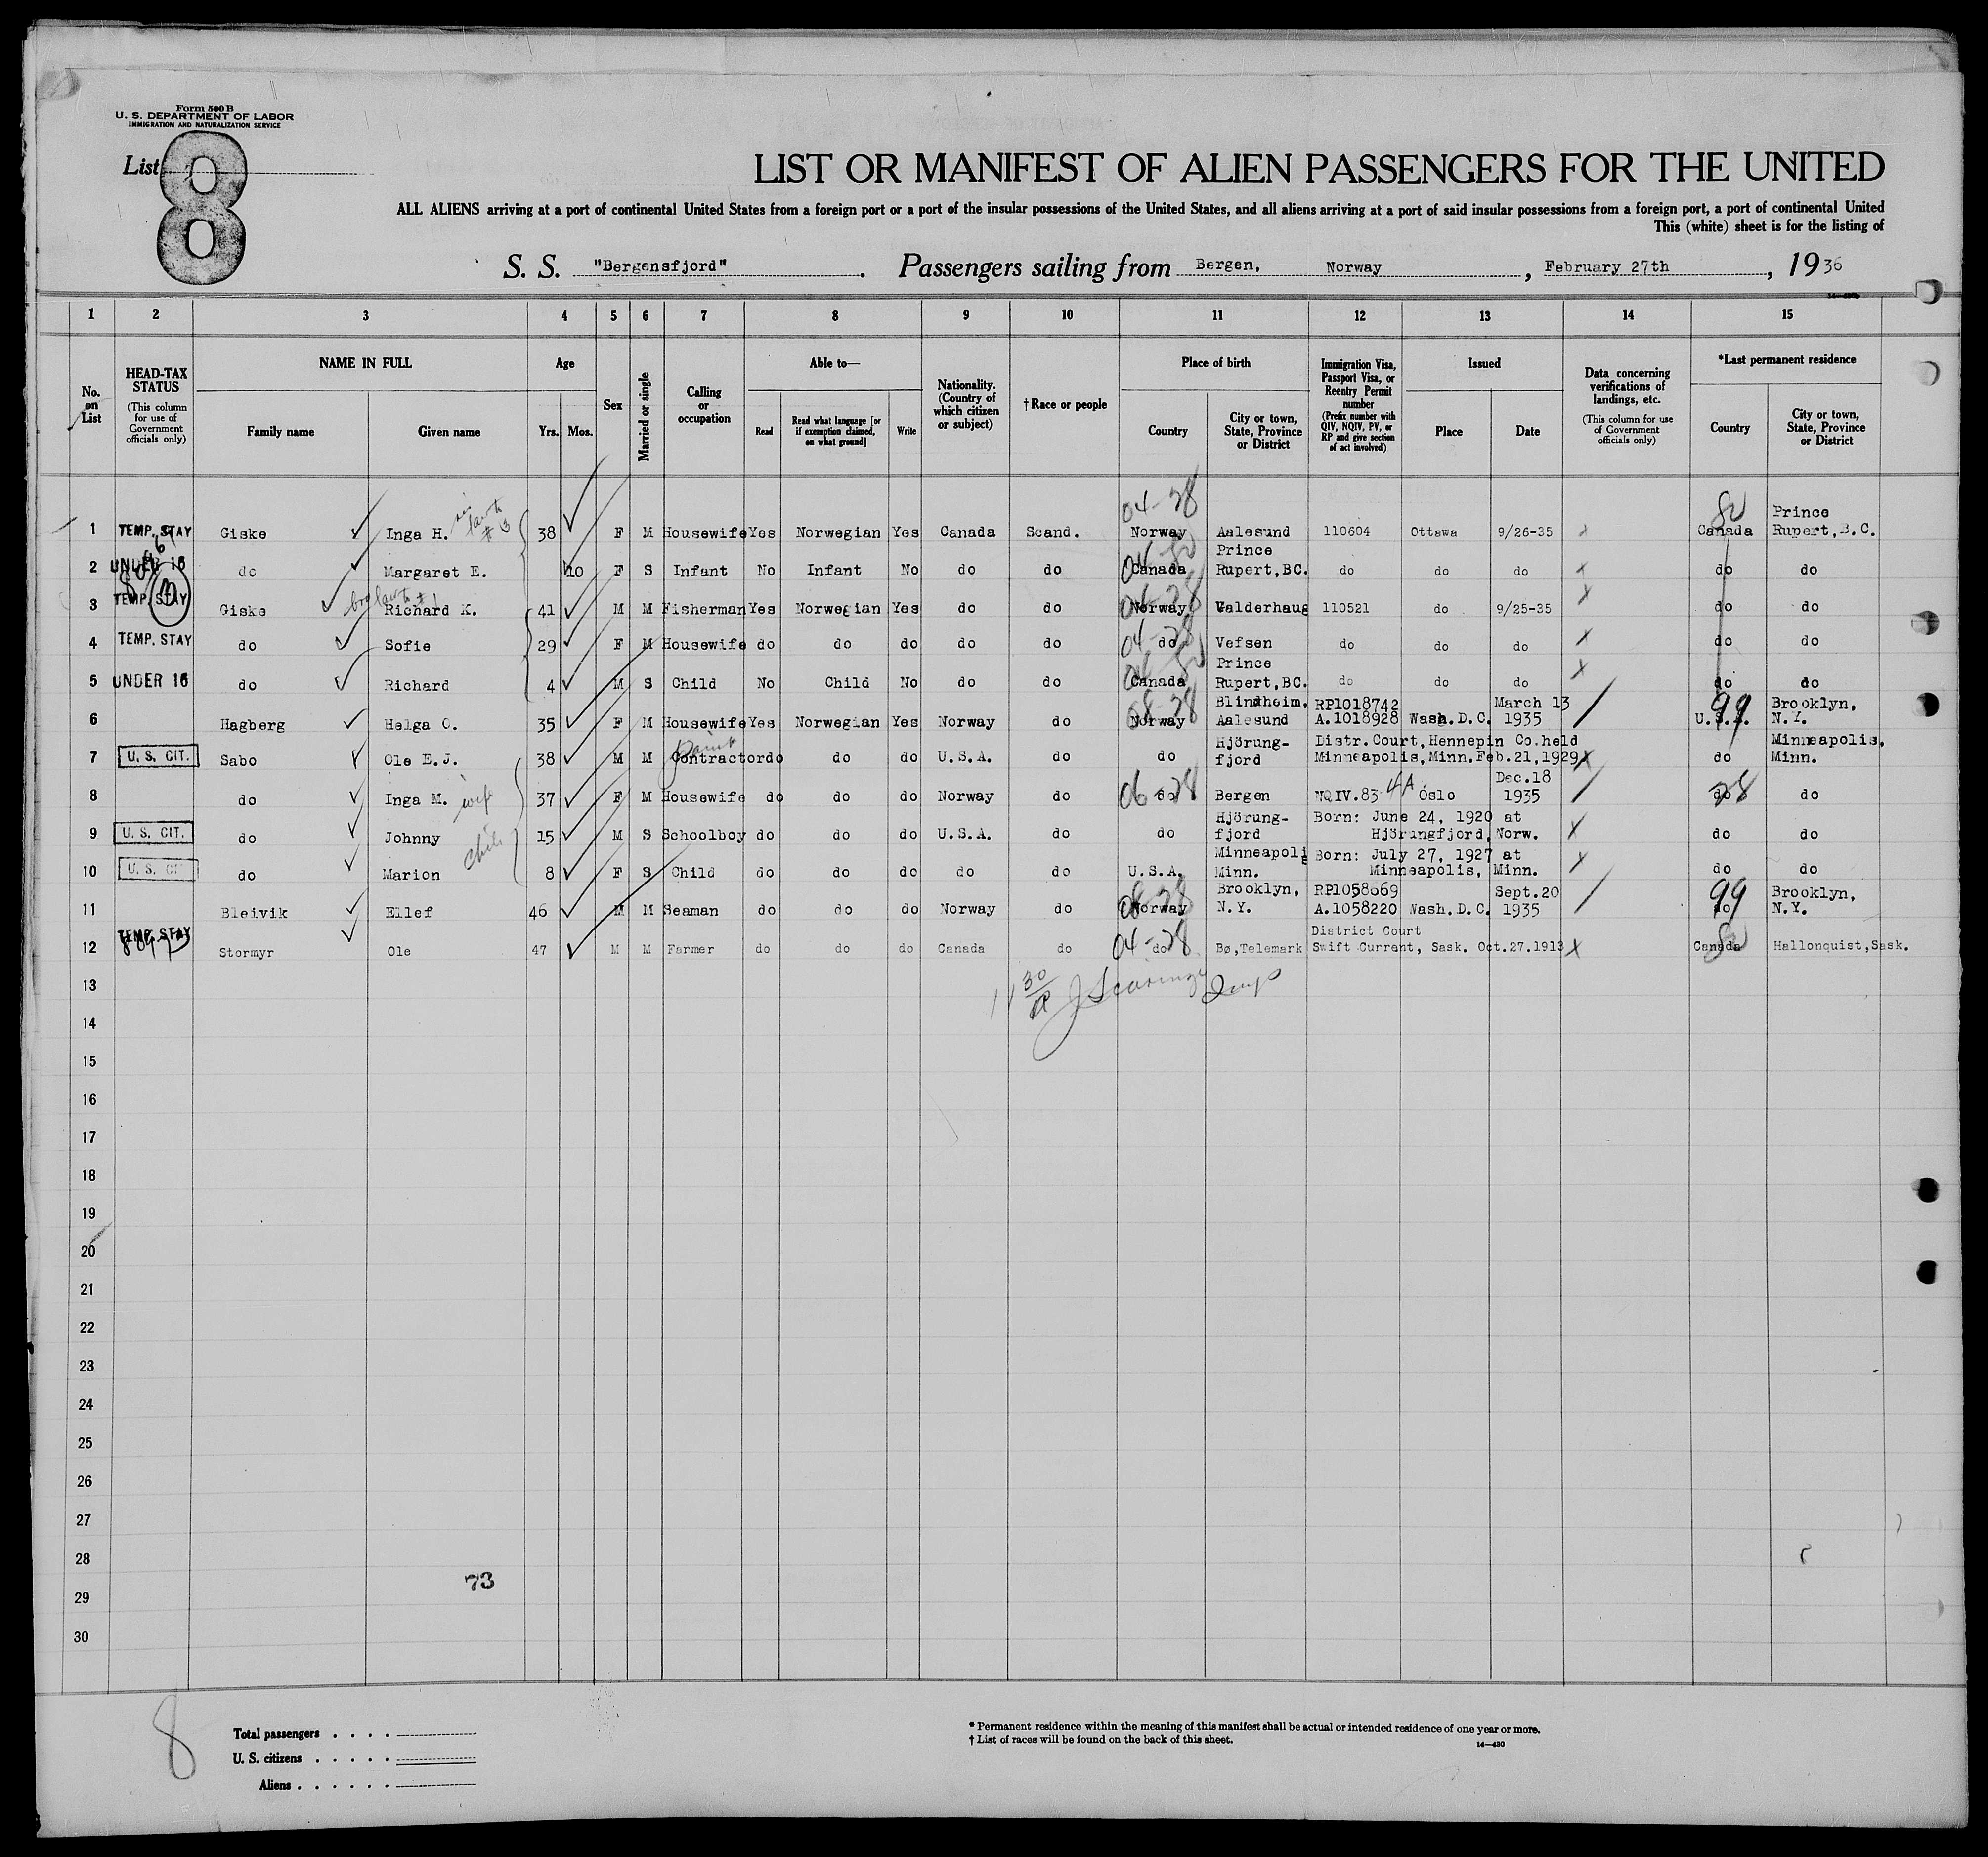 Form 500 B
U. S. DEPARTMENT OF LABOR
IMMIGRATION AND NATURALIZATION SERVICE
List 8
LIST OR MANIFEST OF ALIEN PASSENGERS FOR THE UNITED
ALL ALIENS arriving at a port of continental United States from a foreign port or a port of the insular possessions of the United States, and all aliens arriving at a port of said insular possessions from a foreign port, a port of continental United
This (white) sheet is for the listing of
S. S. "Bergensfjord". Passengers sailing from Bergen, Norway, February 27th, 1936
1 2 3 4 5 6 7 8 9 10 11 12 13 14 15
No. on List
HEAD-TAX STATUS (This column for use of Government officials only)
NAME IN FULL Family name Given name
Age Yrs. Mos.
Sex
Married or single
Calling or occupation
Able to— Read Read what language [or if exemption claimed, on what ground] Write
Nationality. (Country of which citizen or subject)
†Race or people
Place of birth Country City or town, State, Province or District
Immigration Visa, Passport Visa, or Reentry Permit number (Prefix number with QIV, NQIV, PV, or RP and give section of act involved)
Issued Place Date
Data concerning verifications of landings, etc. (This column for use of Government officials only)
*Last permanent residence Country City or town, State, Province or District
1 TEMP. STAY Giske Inga H. 38 F M Housewife Yes Norwegian Yes Canada Scand. 04-28 Norway Aalesund 110604 Ottawa 9/26-35 Canada Prince Rupert, B.C.
2 UNDER 16 do Margaret E. 10 F S Infant No Infant No do do Canada Prince Rupert, BC. do do do do do
3 TEMP. STAY Giske Richard K. 41 M M Fisherman Yes Norwegian Yes do do Norway Valderhaug 110521 do 9/25-35 do do
4 TEMP. STAY do Sofie 29 F M Housewife do do do do do 04-28 do Vefsen do do do do do
5 UNDER 16 do Richard 4 M S Child No Child No do do Canada Prince Rupert, BC. do do do do do
6 Hagberg Helga O. 35 F M Housewife Yes Norwegian Yes Norway do Norway Blindheim, Aalesund RP1018742 A.1018928 Wash. D.C. March 13 1935 99 U.S.A. Brooklyn, N.Y.
7 U. S. CIT. Sabo Ole E.J. 38 M M Paint Contractor do do do U.S.A. do do Hjörung-fjord Distr. Court, Hennepin Co. held Minneapolis, Minn. Feb. 21, 1929 do Minneapolis, Minn.
8 do Inga M. wife 37 F M Housewife do do do Norway do 06-28 do Bergen NQIV. 83 4A Oslo Dec. 18 1935 28 do do
9 U. S. CIT. do Johnny 15 M S Schoolboy do do do U.S.A. do do Hjörung-fjord Born: June 24, 1920 at Hjörungfjord, Norw. do do
10 U. S. CIT. do Marion 8 F S Child do do do do do U.S.A. Minneapolis Minn. Born: July 27, 1927 at Minneapolis, Minn. do do
11 Bleivik Ellef 46 M M Seaman do do do Norway do Norway Brooklyn, N.Y. RP1058669 A.1058220 Wash. D.C. Sept. 20 1935 99 do Brooklyn, N.Y.
12 TEMP. STAY Stormyr Ole 47 M M Farmer do do do Canada do 04-28 do Bø, Telemark District Court Swift Current, Sask. Oct. 27. 1913 Canada Hallonquist, Sask.
13
14
15
16
17
18
19
20
21
22
23
24
25
26
27
28
73
29
30
8
Total passengers
U. S. citizens
Aliens
* Permanent residence within the meaning of this manifest shall be actual or intended residence of one year or more.
† List of races will be found on the back of this sheet.
14—430